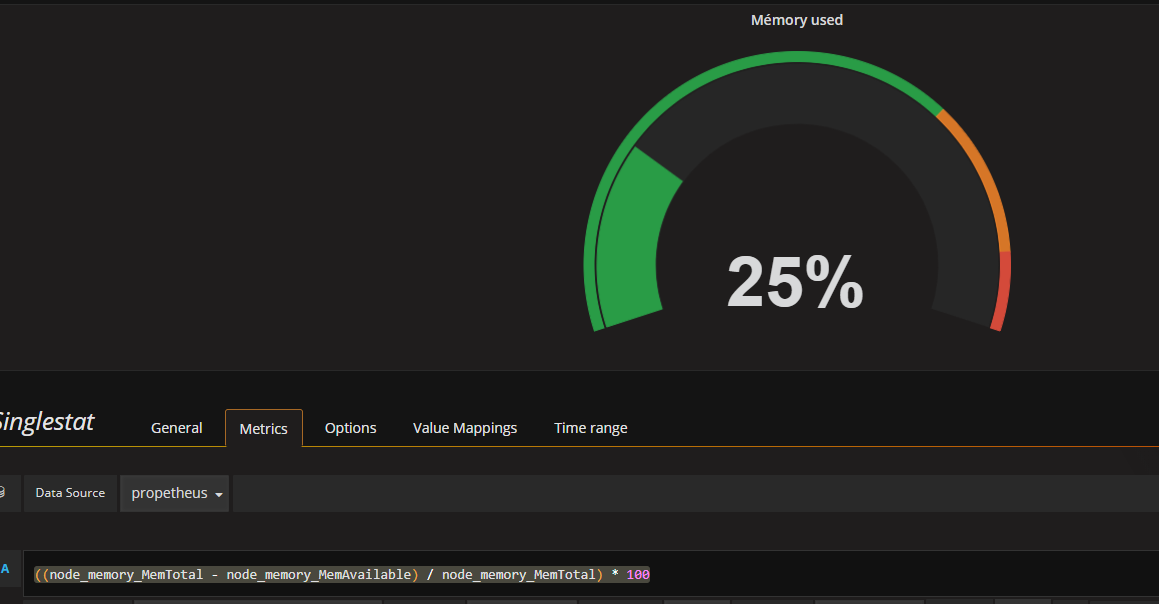 Mémory used
25%
Singlestat
General Metrics Options Value Mappings Time range
Data Source propetheus
A
((node_memory_MemTotal - node_memory_MemAvailable) / node_memory_MemTotal) * 100